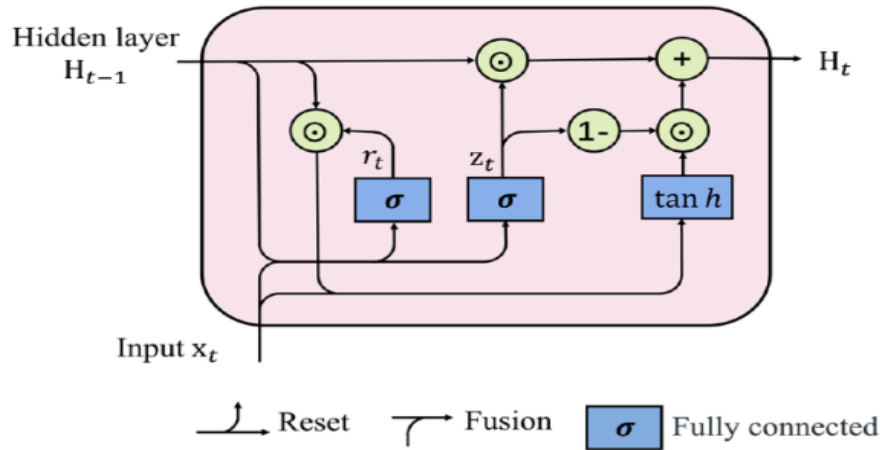 Hidden layer
H_{t−1}
⊙
+
H_t
⊙
r_t
z_t
1-
⊙
σ
σ
tan h
Input x_t
Reset
Fusion
σ
Fully connected